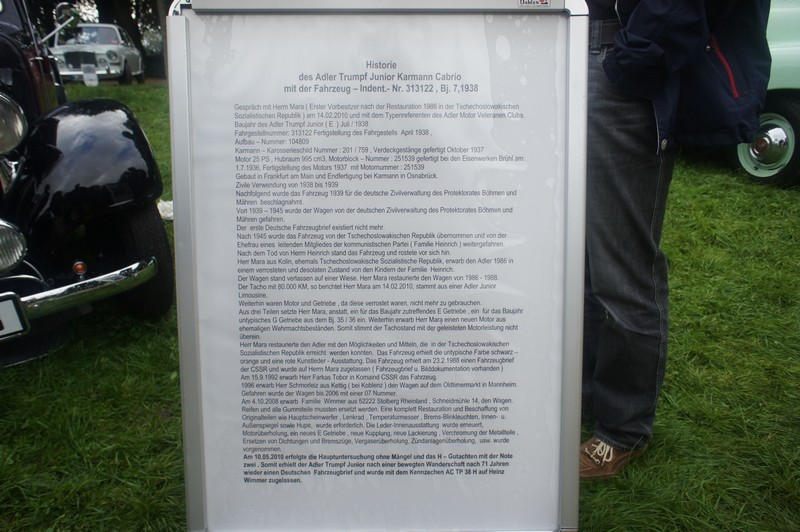 Dahlen
Historie
des Adler Trumpf Junior Karmann Cabrio
mit der Fahrzeug – Indent.- Nr. 313122 , Bj. 7,1938
Gespräch mit Herrn Mara ( Erster Vorbesitzer nach der Restauration 1986 in der Tschechoslowakischen
Sozialistischen Republik ) am 14.02.2010 und mit dem Typenreferenten des Adler Motor Veteranen Clubs.
Baujahr des Adler Trumpf Junior ( E ) Juli / 1938
Fahrgestellnummer: 313122 Fertigstellung des Fahrgestells April 1938 ,
Aufbau – Nummer: 104809
Karmann – Karosserieschild Nummer : 201 / 759 , Verdeckgestänge gefertigt Oktober 1937
Motor 25 PS , Hubraum 995 cm3, Motorblock – Nummer : 251539 gefertigt bei den Eisenwerken Brühl am:
1.7.1936, Fertigstellung des Motors 1937 mit Motornummer : 251539
Gebaut in Frankfurt am Main und Endfertigung bei Karmann in Osnabrück.
Zivile Verwendung von 1938 bis 1939
Nachfolgend wurde das Fahrzeug 1939 für die deutsche Zivilverwaltung des Protektorates Böhmen und
Mähren beschlagnahmt.
Von 1939 – 1945 wurde der Wagen von der deutschen Zivilverwaltung des Protektorates Böhmen und
Mähren gefahren.
Der erste Deutsche Fahrzeugbrief existiert nicht mehr.
Nach 1945 wurde das Fahrzeug von der Tschechoslowakischen Republik übernommen und von der
Ehefrau eines leitenden Mitgliedes der kommunistischen Partei ( Familie Heinrich ) weitergefahren.
Nach dem Tod von Herrn Heinrich stand das Fahrzeug und rostete vor sich hin.
Herr Mara aus Kolin, ehemals Tschechoslowakische Sozialistische Republik, erwarb den Adler 1986 in
einem verrosteten und desolaten Zustand von den Kindern der Familie Heinrich.
Der Wagen stand verlassen auf einer Wiese. Herr Mara restaurierte den Wagen von 1986 - 1988.
Der Tacho mit 80.000 KM, so berichtet Herr Mara am 14.02.2010, stammt aus einer Adler Junior
Limousine.
Weiterhin waren Motor und Getriebe , da diese verrostet waren, nicht mehr zu gebrauchen.
Aus drei Teilen setzte Herr Mara, anstatt, ein für das Baujahr zutreffendes E Getriebe , ein für das Baujahr
untypisches G Getriebe aus dem Bj. 35 / 36 ein. Weiterhin erwarb Herr Mara einen neuen Motor aus
ehemaligen Wehrmachtsbeständen. Somit stimmt der Tachostand mit der geleisteten Motorleistung nicht
überein.
Herr Mara restaurierte den Adler mit den Möglichkeiten und Mitteln, die in der Tschechoslowakischen
Sozialistischen Republik erreicht werden konnten. Das Fahrzeug erhielt die untypische Farbe schwarz –
orange und eine rote Kunstleder - Ausstattung. Das Fahrzeug erhielt am 23.2.1988 einen Fahrzeugbrief
der CSSR und wurde auf Herrn Mara zugelassen ( Fahrzeugbrief u. Bilddokumentation vorhanden )
Am 15.9.1992 erwarb Herr Farkas Tobor in Komarid CSSR das Fahrzeug.
1996 erwarb Herr Schmorleiz aus Kettig ( bei Koblenz ) den Wagen auf dem Oldtimermarkt in Mannheim.
Gefahren wurde der Wagen bis 2006 mit einer 07 Nummer.
Am 4.10.2008 erwarb Familie Wimmer aus 52222 Stolberg Rheinland , Schneidmühle 14, den Wagen.
Reifen und alle Gummiteile mussten ersetzt werden. Eine komplett Restauration und Beschaffung von
Originalteilen wie Hauptscheinwerfer , Lenkrad , Temperaturmesser , Brems-Blinkleuchten, Innen- u.
Außenspiegel sowie Hupe, wurde erforderlich. Die Leder-Innenausstattung wurde erneuert,
Motorüberholung, ein neues E Getriebe , neue Kupplung, neue Lackierung , Verchromung der Metallteile ,
Ersetzen von Dichtungen und Bremszüge, Vergaserüberholung, Zündanlagenüberholung, usw. wurde
vorgenommen.
Am 10.05.2010 erfolgte die Hauptuntersuchung ohne Mängel und das H – Gutachten mit der Note
zwei . Somit erhielt der Adler Trumpf Junior nach einer bewegten Wanderschaft nach 71 Jahren
wieder einen Deutschen Fahrzeugbrief und wurde mit dem Kennzeichen AC TP 38 H auf Heinz
Wimmer zugelassen.